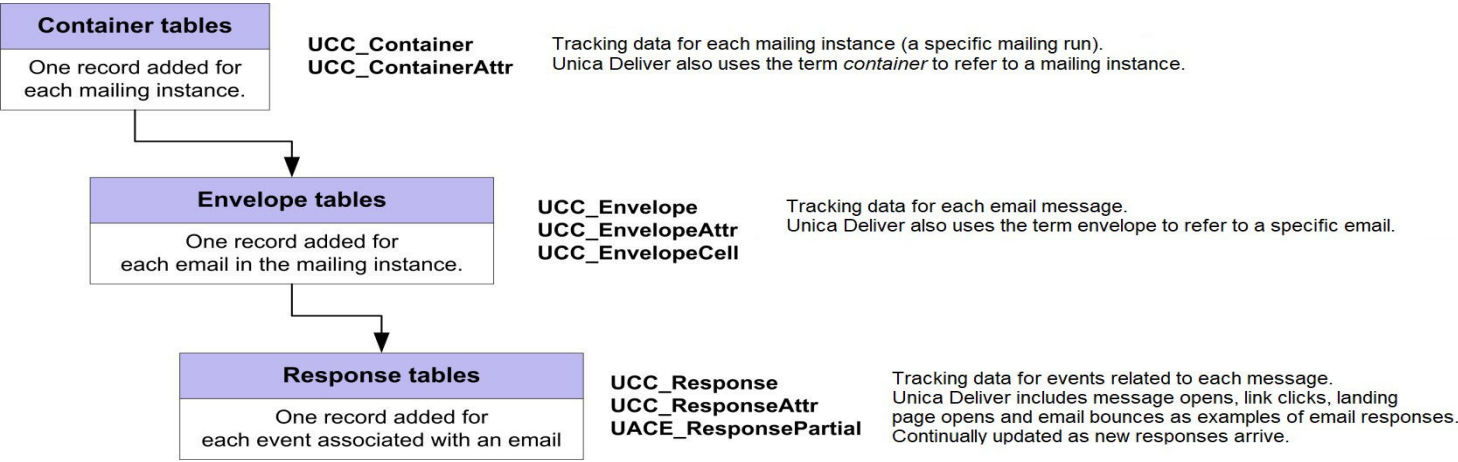 Container tables
One record added for
each mailing instance.
UCC_Container
UCC_ContainerAttr
Tracking data for each mailing instance (a specific mailing run).
Unica Deliver also uses the term container to refer to a mailing instance.
Envelope tables
One record added for
each email in the mailing instance.
UCC_Envelope
UCC_EnvelopeAttr
UCC_EnvelopeCell
Tracking data for each email message.
Unica Deliver also uses the term envelope to refer to a specific email.
Response tables
One record added for
each event associated with an email
UCC_Response
UCC_ResponseAttr
UACE_ResponsePartial
Tracking data for events related to each message.
Unica Deliver includes message opens, link clicks, landing
page opens and email bounces as examples of email responses.
Continually updated as new responses arrive.